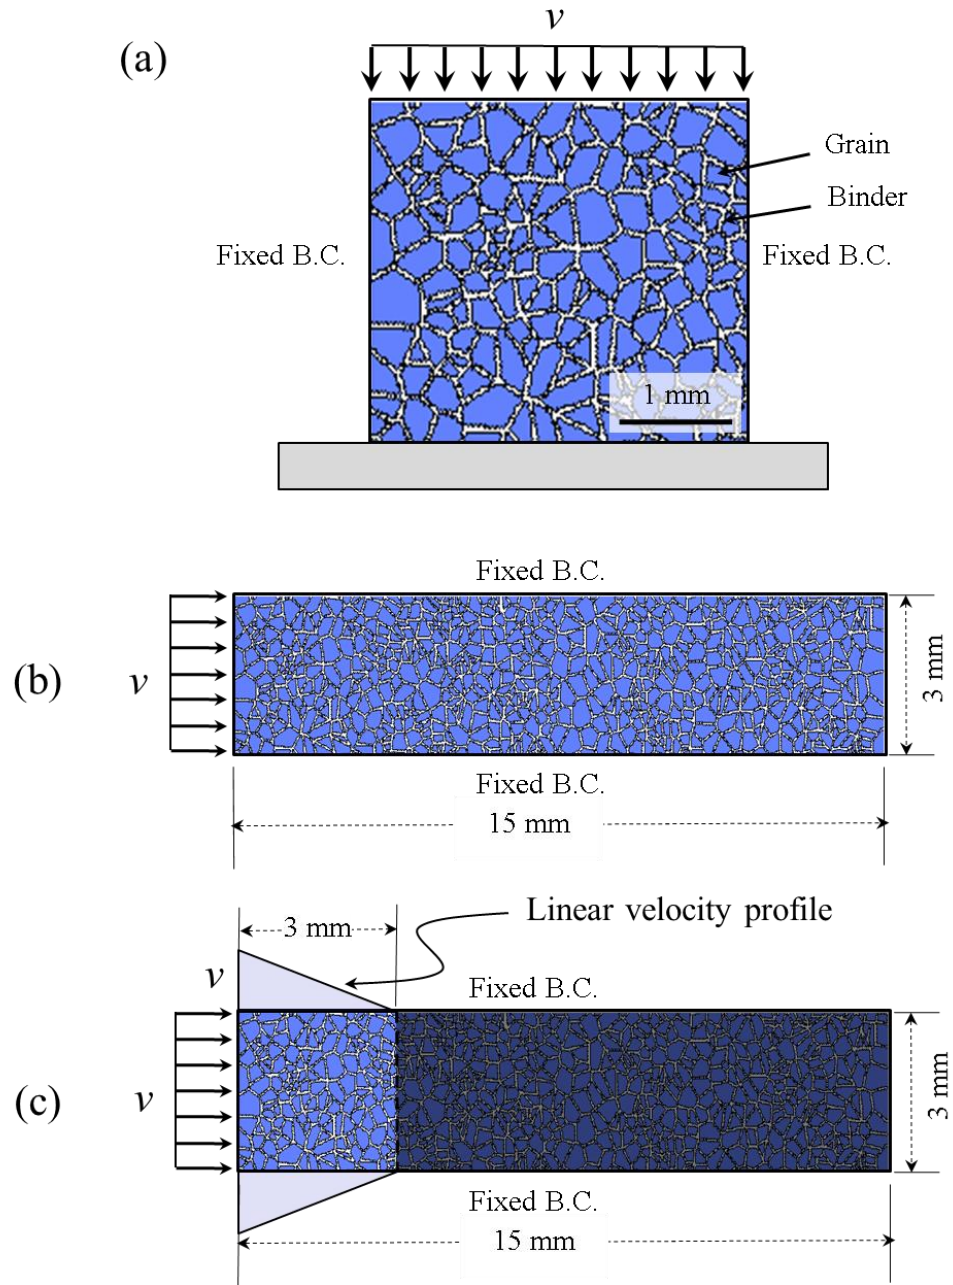 v
(a)
Grain
Binder
Fixed B.C.
Fixed B.C.
1 mm
Fixed B.C.
(b)
v
3 mm
Fixed B.C.
15 mm
Linear velocity profile
3 mm
v
Fixed B.C.
(c)
v
3 mm
Fixed B.C.
15 mm